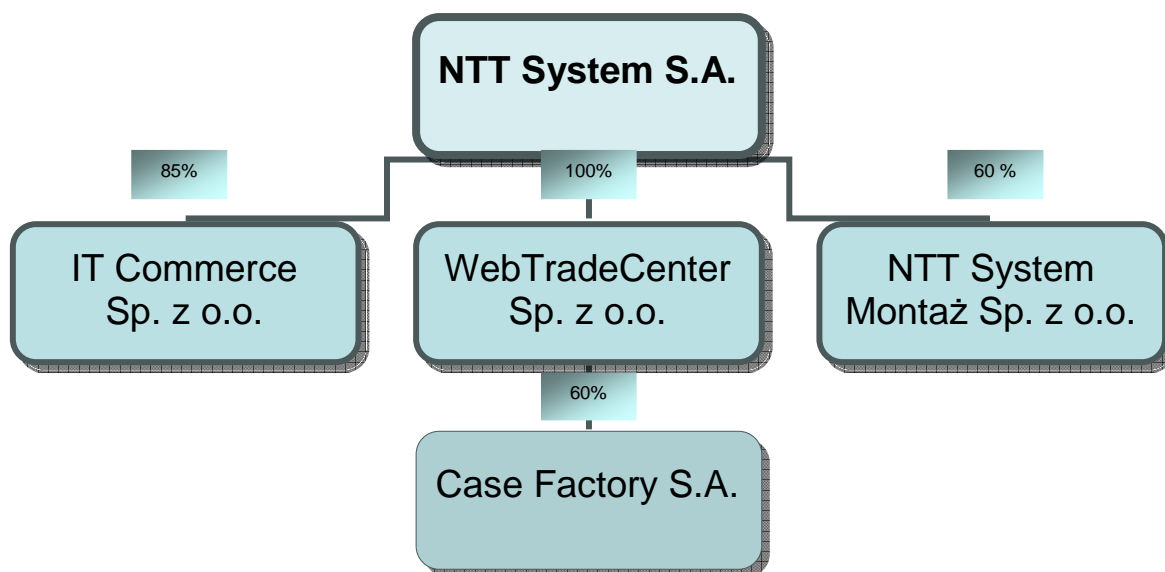 NTT System S.A.
85%
100%
60 %
IT Commerce
Sp. z o.o.
WebTradeCenter
Sp. z o.o.
NTT System
Montaż Sp. z o.o.
60%
Case Factory S.A.